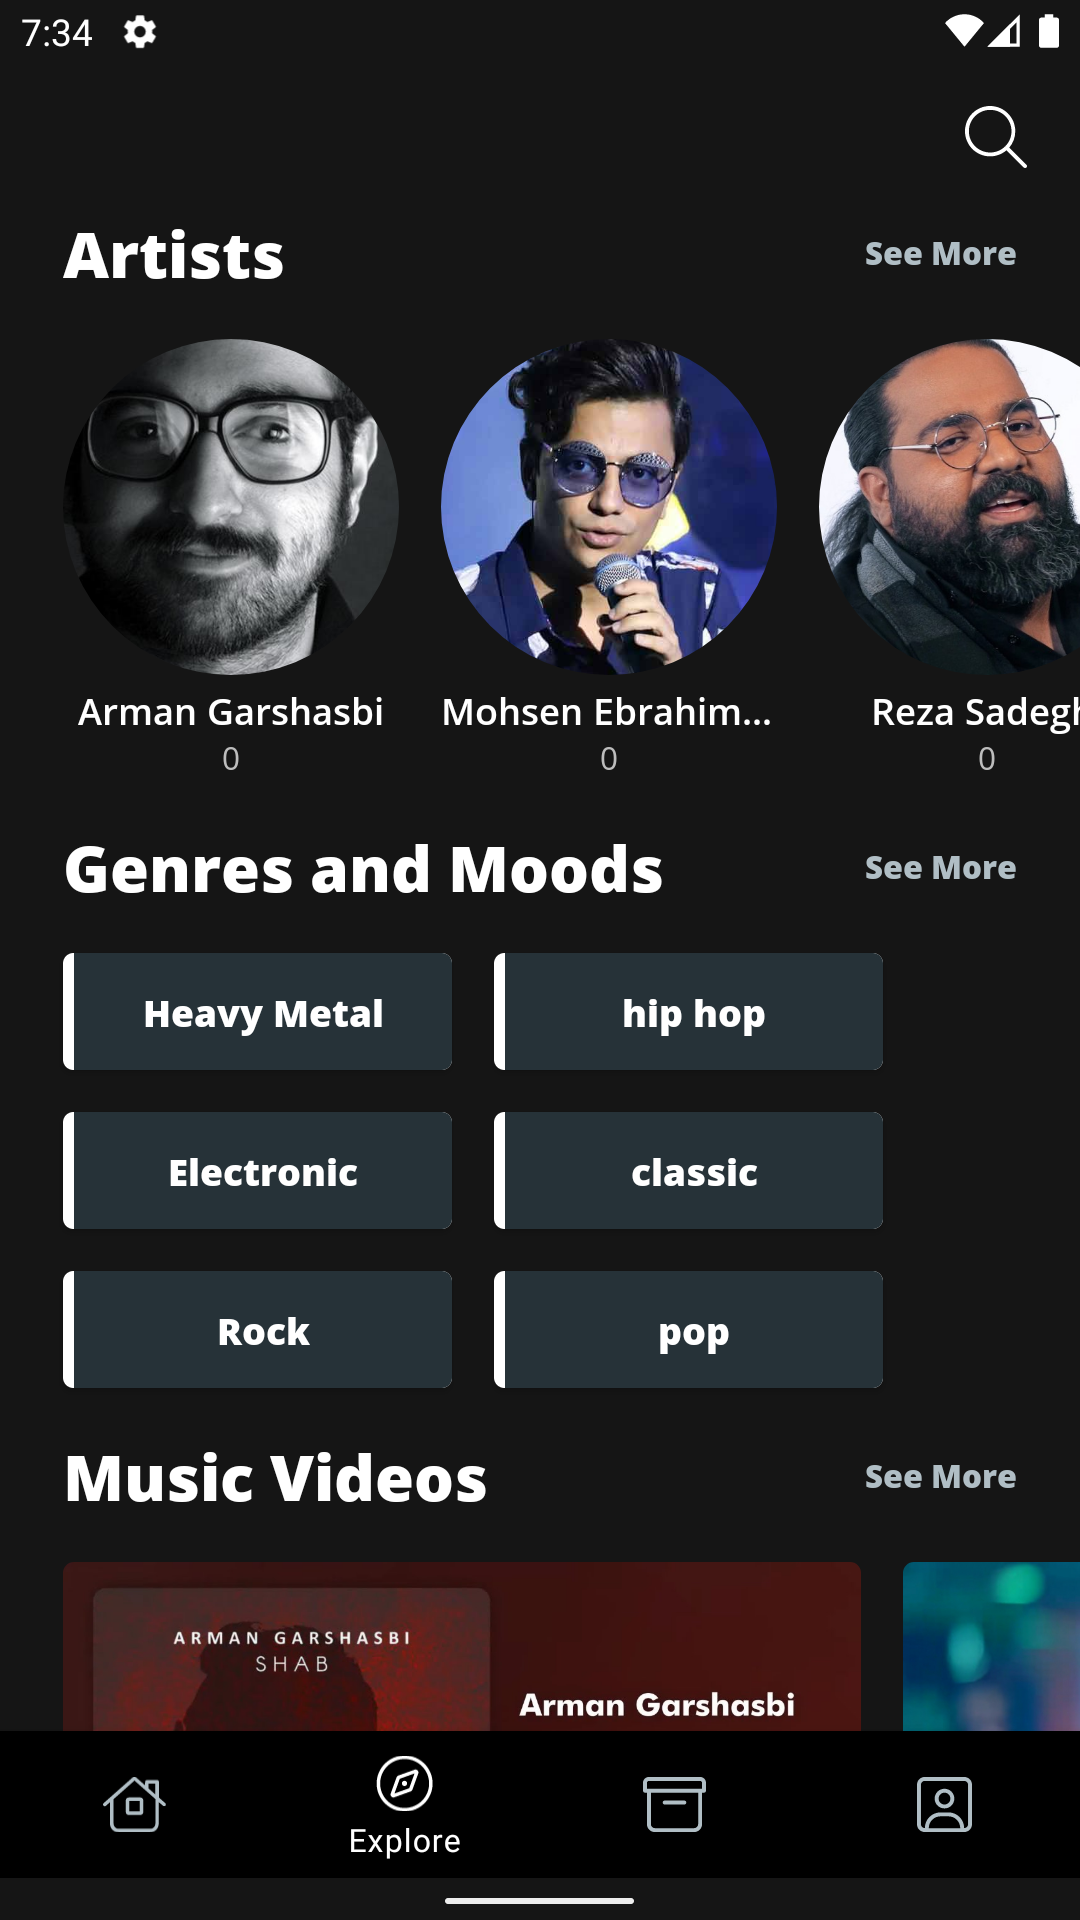 7:34
Artists
See More
Arman Garshasbi
Mohsen Ebrahim...
Reza Sadegh
0
0
0
Genres and Moods
See More
Heavy Metal
hip hop
Electronic
classic
Rock
pop
Music Videos
See More
ARMAN GARSHASBI
SHAB
Arman Garshasbi
Explore